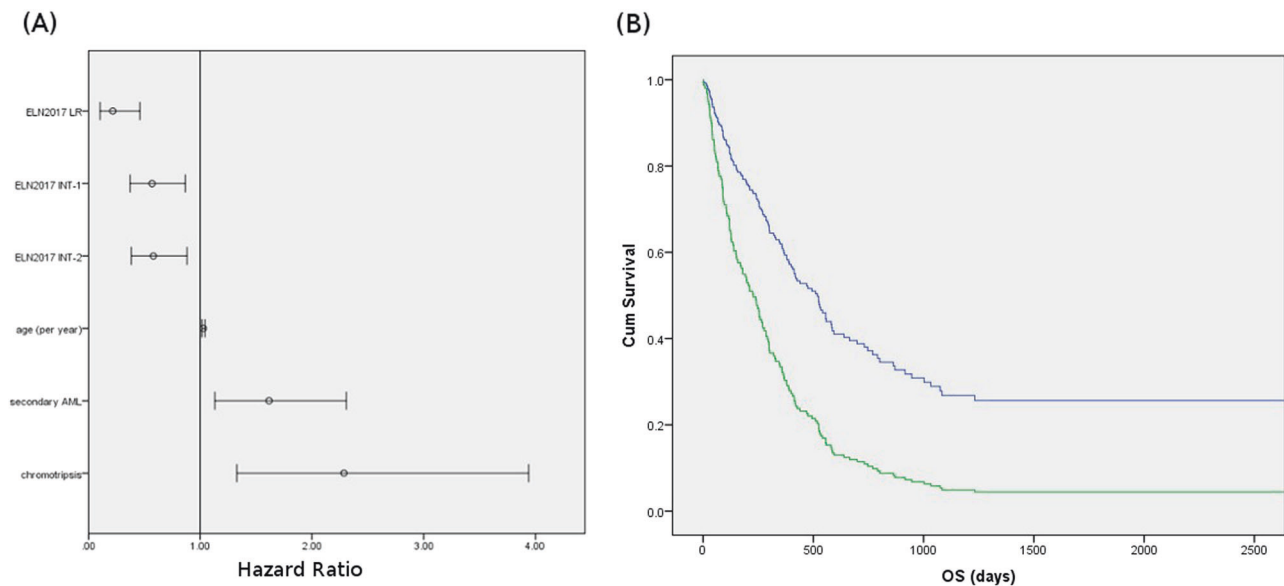 (A)
ELN2017 LR
ELN2017 INT-1
ELN2017 INT-2
age (per year)
secondary AML
chromotripsis
.00
1.00
2.00
3.00
4.00
Hazard Ratio
(B)
Cum Survival
1.0
0.8
0.6
0.4
0.2
0.0
0
500
1000
1500
2000
2500
OS (days)